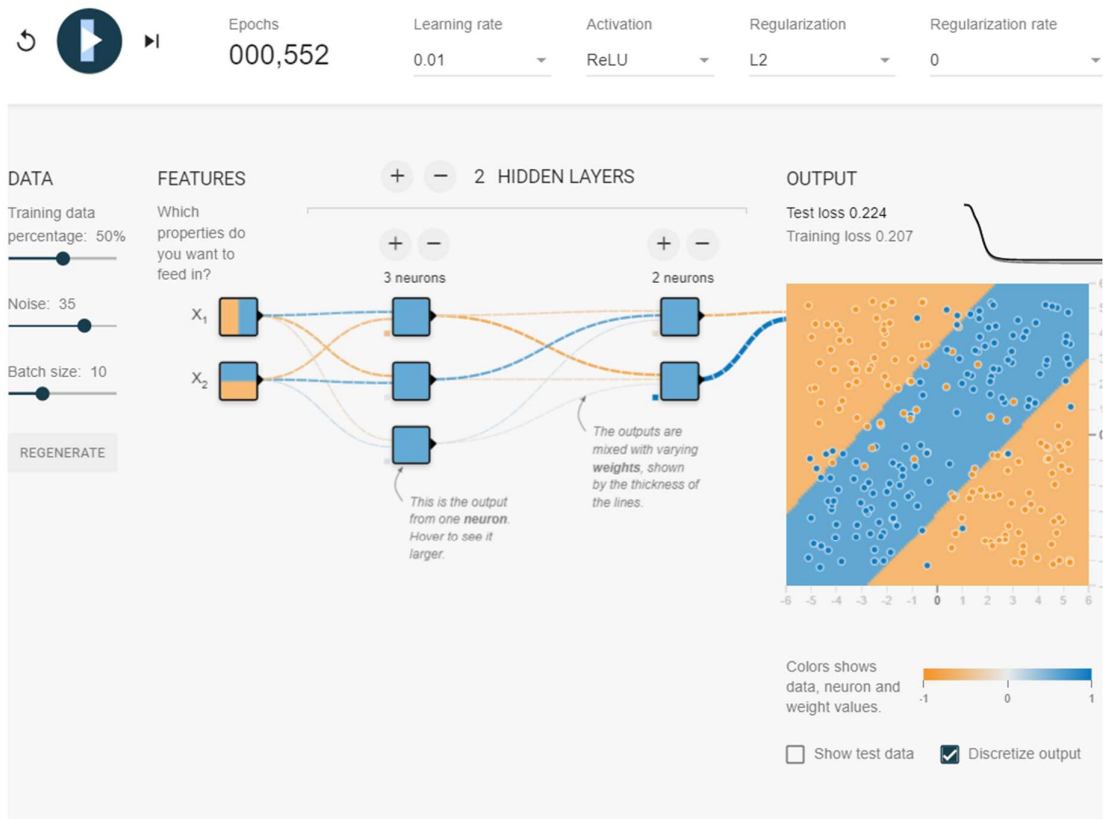 Epochs
000,552
Learning rate
0.01
Activation
ReLU
Regularization
L2
Regularization rate
0
DATA
Training data
percentage: 50%
Noise: 35
Batch size: 10
REGENERATE
FEATURES
Which
properties do
you want to
feed in?
X1
X2
+ − 2 HIDDEN LAYERS
+ −
3 neurons
+ −
2 neurons
This is the output
from one neuron.
Hover to see it
larger.
The outputs are
mixed with varying
weights, shown
by the thickness of
the lines.
OUTPUT
Test loss 0.224
Training loss 0.207
-6 -5 -4 -3 -2 -1 0 1 2 3 4 5 6
Colors shows
data, neuron and
weight values.
-1 0 1
Show test data
Discretize output